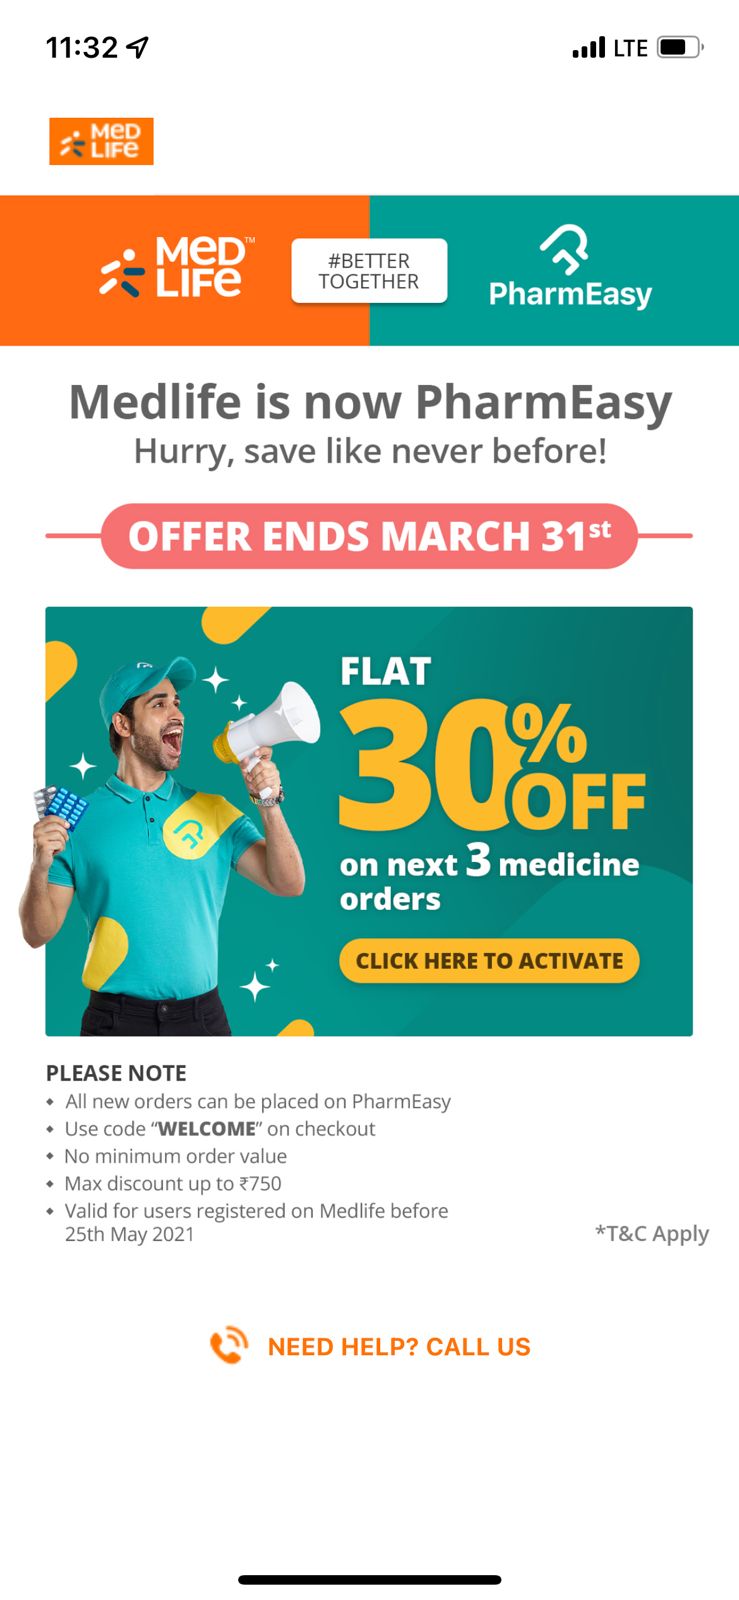 11:32
LTE
MeD
LIFe
MeD™
LIFe
#BETTER
TOGETHER
PharmEasy
Medlife is now PharmEasy
Hurry, save like never before!
OFFER ENDS MARCH 31st
FLAT
30% OFF
on next 3 medicine
orders
CLICK HERE TO ACTIVATE
PLEASE NOTE
All new orders can be placed on PharmEasy
Use code “WELCOME” on checkout
No minimum order value
Max discount up to ₹750
Valid for users registered on Medlife before
25th May 2021
*T&C Apply
NEED HELP? CALL US